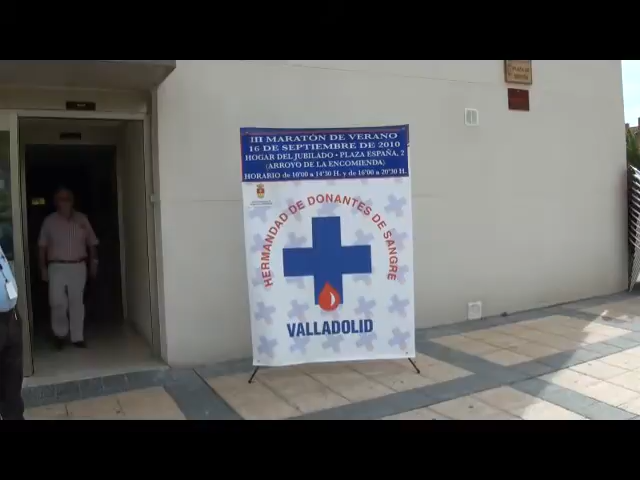 III MARATÓN DE VERANO
16 DE SEPTIEMBRE DE 2010
HOGAR DEL JUBILADO - PLAZA ESPAÑA, 2
(ARROYO DE LA ENCOMIENDA)
HORARIO de 10'00 a 14'30 H. y de 16'00 a 20'30 H.
HERMANDAD DE DONANTES DE SANGRE
VALLADOLID